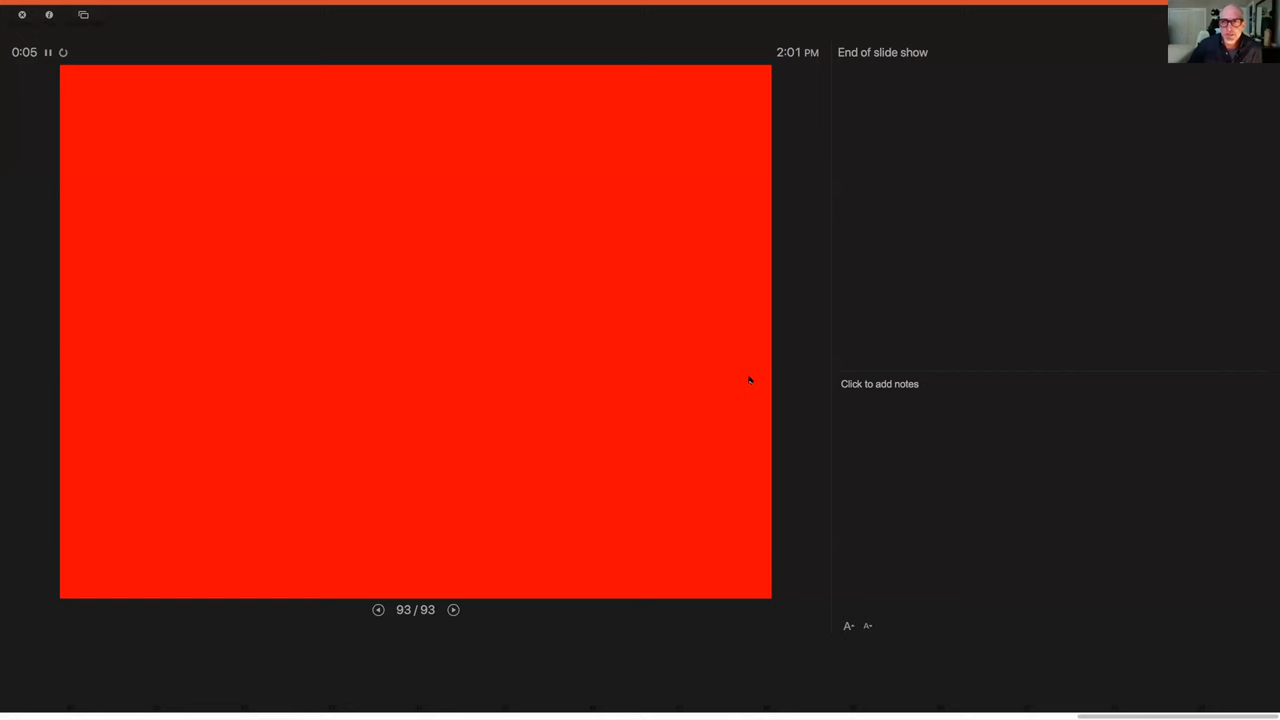 0:05
2:01 PM
End of slide show
Click to add notes
93 / 93
A+ A-